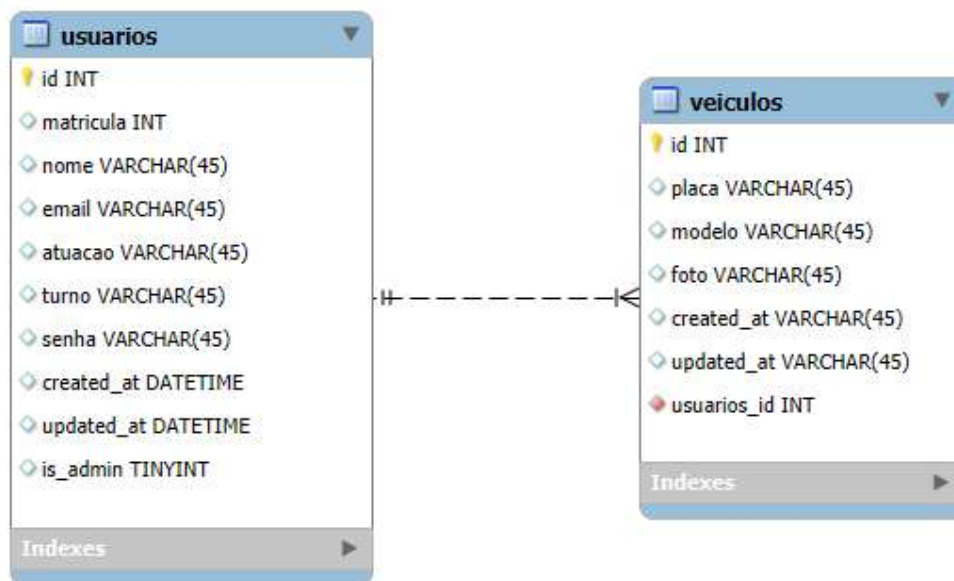 usuarios
id INT
matricula INT
nome VARCHAR(45)
email VARCHAR(45)
atuacao VARCHAR(45)
turno VARCHAR(45)
senha VARCHAR(45)
created_at DATETIME
updated_at DATETIME
is_admin TINYINT
Indexes
veiculos
id INT
placa VARCHAR(45)
modelo VARCHAR(45)
foto VARCHAR(45)
created_at VARCHAR(45)
updated_at VARCHAR(45)
usuarios_id INT
Indexes